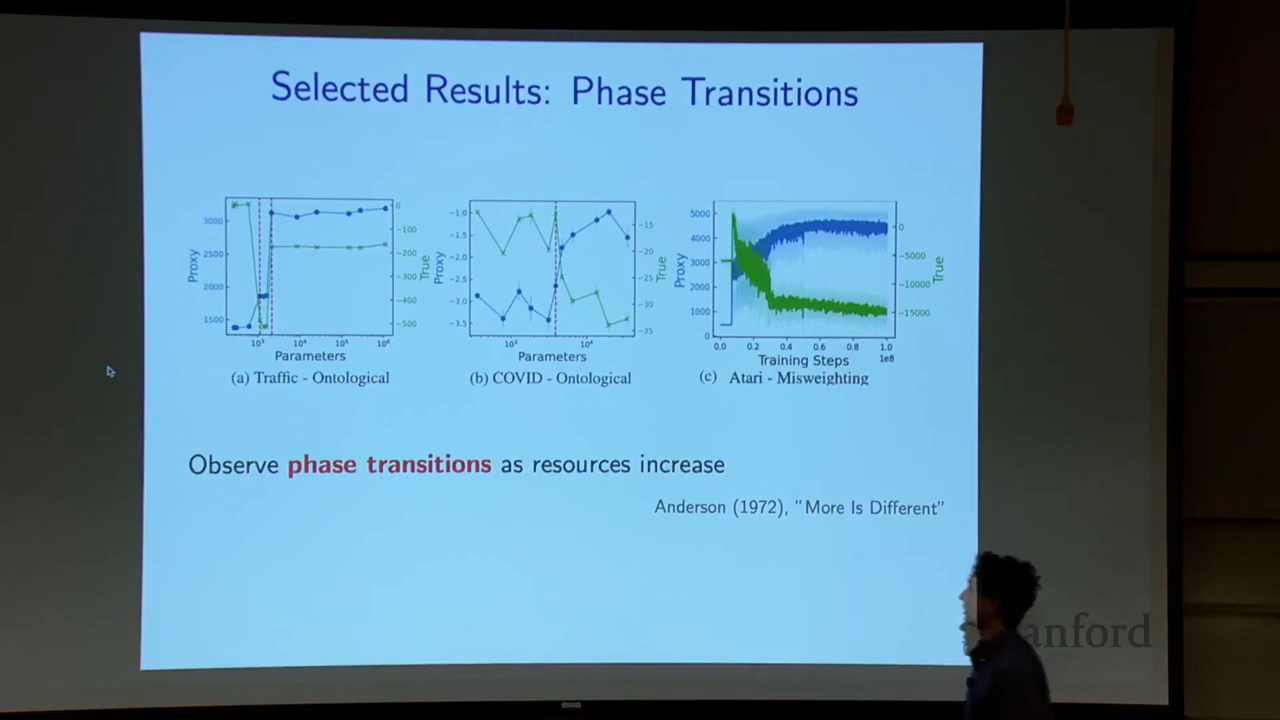 Selected Results: Phase Transitions
3000
2500
2000
1500
Proxy
0
−100
−200
−300
−400
−500
True
10³ 10⁴ 10⁵ 10⁶
Parameters
(a) Traffic - Ontological
−1.0
−1.5
−2.0
−2.5
−3.0
−3.5
Proxy
−15
−20
−25
−30
−35
True
10³ 10⁴
Parameters
(b) COVID - Ontological
5000
4000
3000
2000
1000
0
Proxy
0
−5000
−10000
−15000
True
0.0 0.2 0.4 0.6 0.8 1.0
1e8
Training Steps
(c) Atari - Misweighting
Observe phase transitions as resources increase
Anderson (1972), "More Is Different"
anford